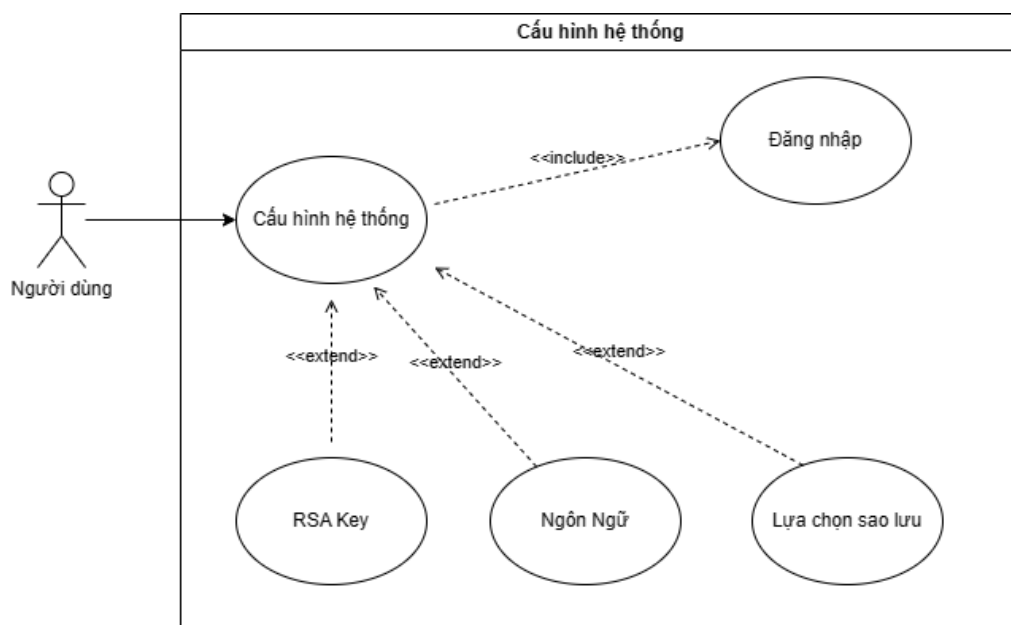 Cấu hình hệ thống
Đăng nhập
<<include>>
Cấu hình hệ thống
Người dùng
<<extend>>
<<extend>>
<<extend>>
RSA Key
Ngôn Ngữ
Lựa chọn sao lưu